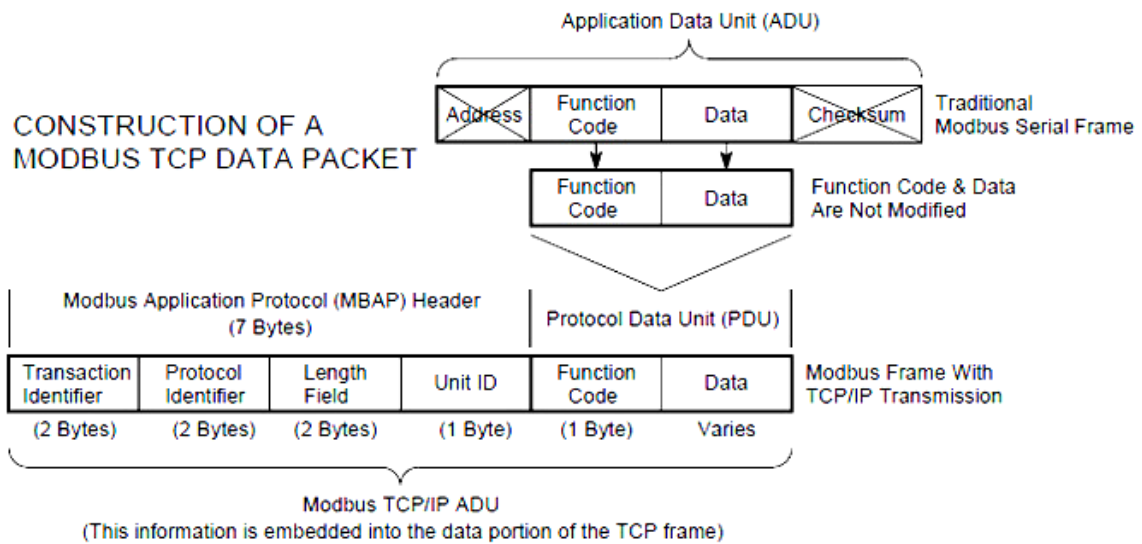 Application Data Unit (ADU)
CONSTRUCTION OF A
MODBUS TCP DATA PACKET
Address
Function
Code
Data
Checksum
Traditional
Modbus Serial Frame
Function
Code
Data
Function Code & Data
Are Not Modified
Modbus Application Protocol (MBAP) Header
(7 Bytes)
Protocol Data Unit (PDU)
Transaction
Identifier
Protocol
Identifier
Length
Field
Unit ID
Function
Code
Data
Modbus Frame With
TCP/IP Transmission
(2 Bytes)
(2 Bytes)
(2 Bytes)
(1 Byte)
(1 Byte)
Varies
Modbus TCP/IP ADU
(This information is embedded into the data portion of the TCP frame)